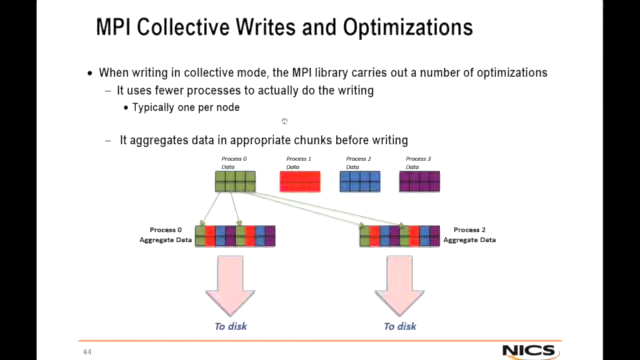 MPI Collective Writes and Optimizations
• When writing in collective mode, the MPI library carries out a number of optimizations
– It uses fewer processes to actually do the writing
• Typically one per node
– It aggregates data in appropriate chunks before writing
Process 0 Data
Process 1 Data
Process 2 Data
Process 3 Data
Process 0
Aggregate Data
Process 2
Aggregate Data
To disk
To disk
44
NICS